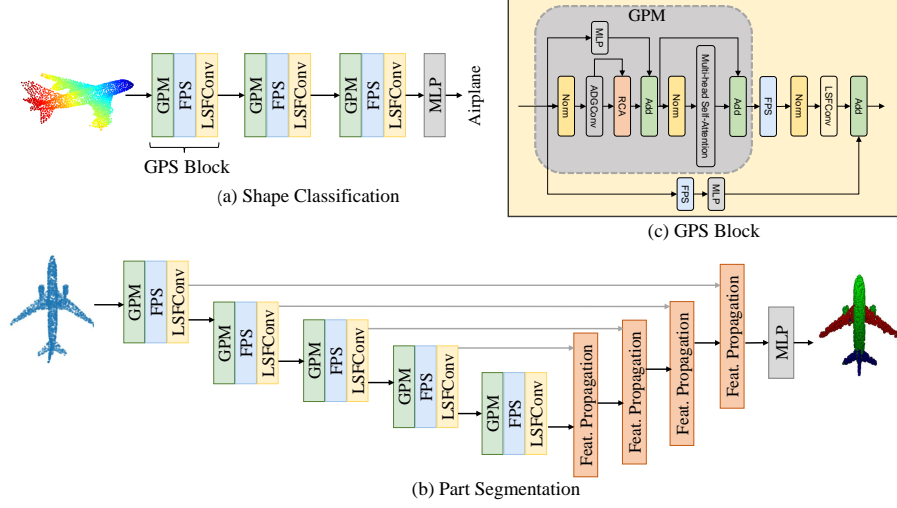 GPM
FPS
LSFConv
GPM
FPS
LSFConv
GPM
FPS
LSFConv
MLP
Airplane
GPS Block
(a) Shape Classification
GPM
MLP
Norm
ADGConv
RCA
Add
Norm
Multi-head Self-Attention
Add
FPS
Norm
LSFConv
Add
FPS
MLP
(c) GPS Block
GPM
FPS
LSFConv
GPM
FPS
LSFConv
GPM
FPS
LSFConv
GPM
FPS
LSFConv
GPM
FPS
LSFConv
Feat. Propagation
Feat. Propagation
Feat. Propagation
Feat. Propagation
MLP
(b) Part Segmentation